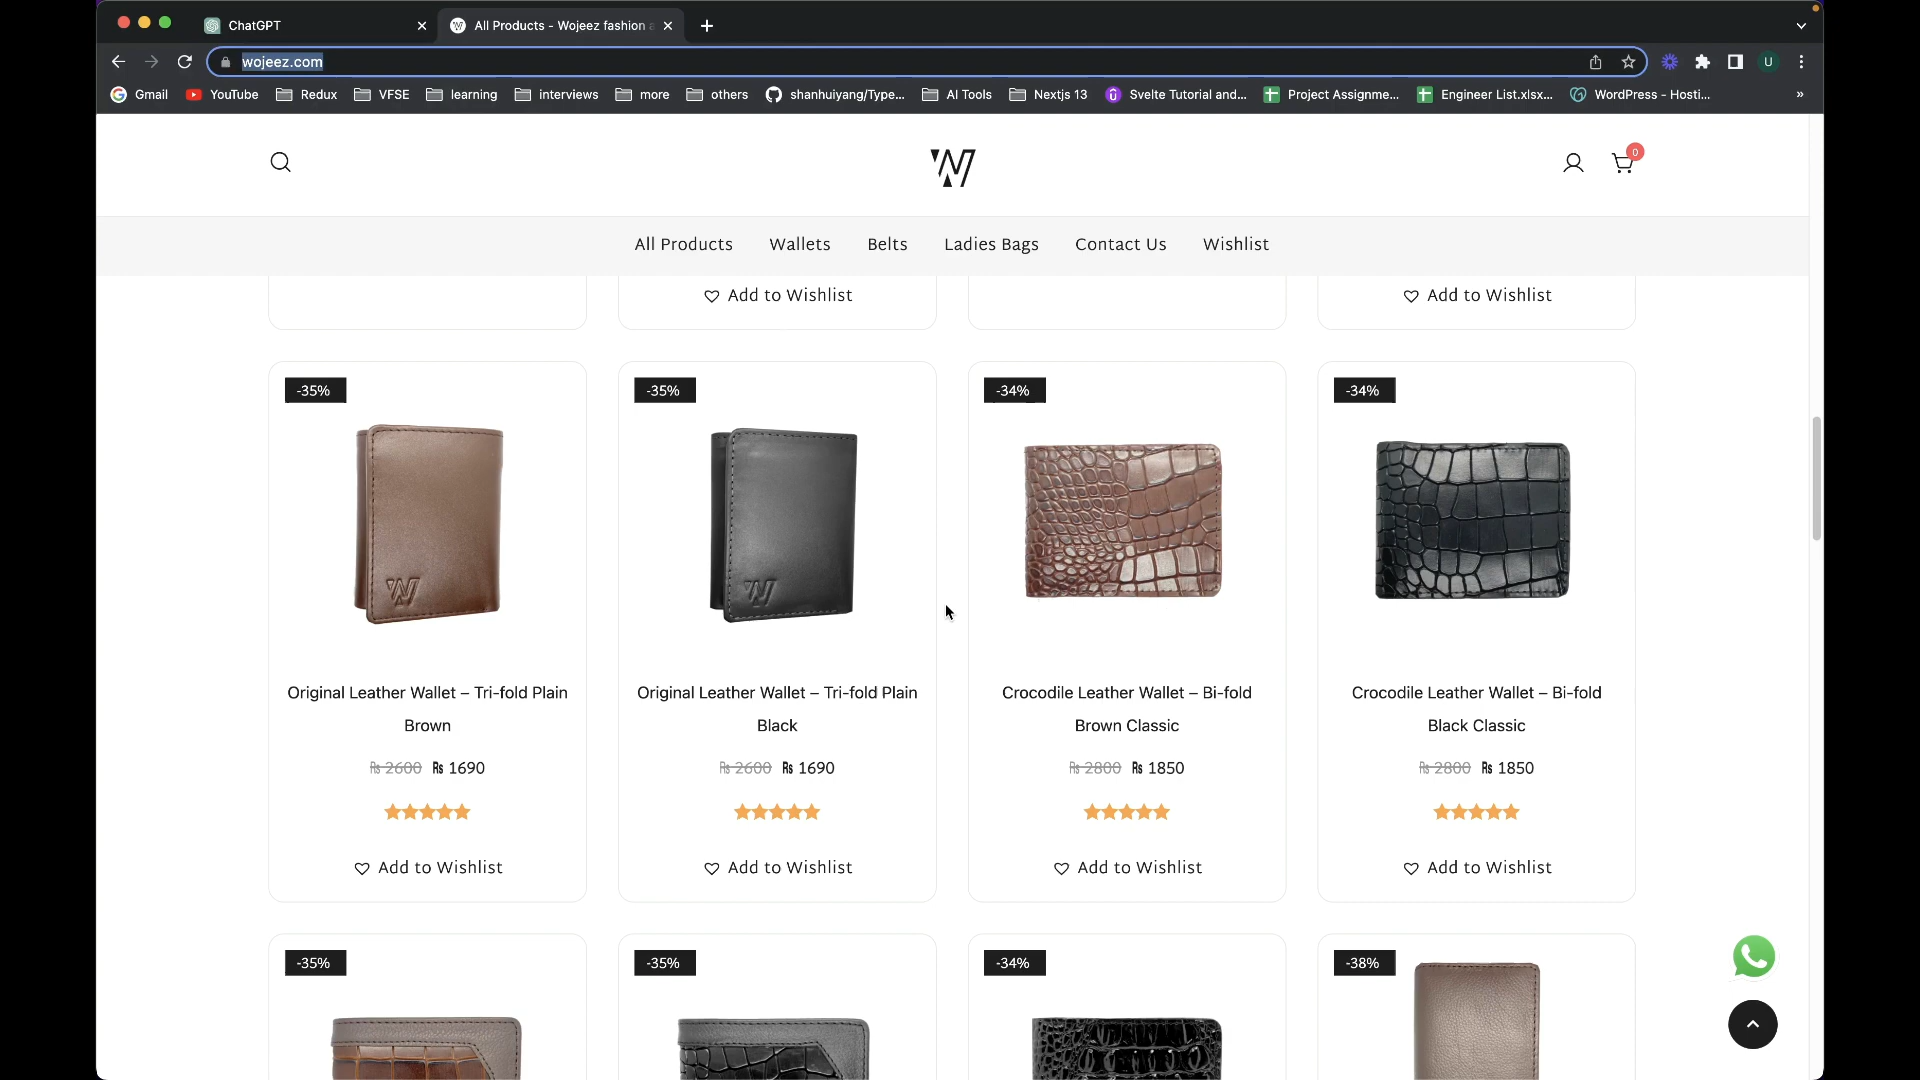 ChatGPT
All Products - Wojeez fashion a
wojeez.com
U
Gmail
YouTube
Redux
VFSE
learning
interviews
more
others
shanhuiyang/Type...
AI Tools
Nextjs 13
Svelte Tutorial and...
Project Assignme...
Engineer List.xlsx...
WordPress - Hosti...
»
W
0
All Products
Wallets
Belts
Ladies Bags
Contact Us
Wishlist
Add to Wishlist
Add to Wishlist
-35%
-35%
-34%
-34%
W
W
Original Leather Wallet – Tri-fold Plain
Brown
₨ 2600 ₨ 1690
Add to Wishlist
Original Leather Wallet – Tri-fold Plain
Black
₨ 2600 ₨ 1690
Add to Wishlist
Crocodile Leather Wallet – Bi-fold
Brown Classic
₨ 2800 ₨ 1850
Add to Wishlist
Crocodile Leather Wallet – Bi-fold
Black Classic
₨ 2800 ₨ 1850
Add to Wishlist
-35%
-35%
-34%
-38%